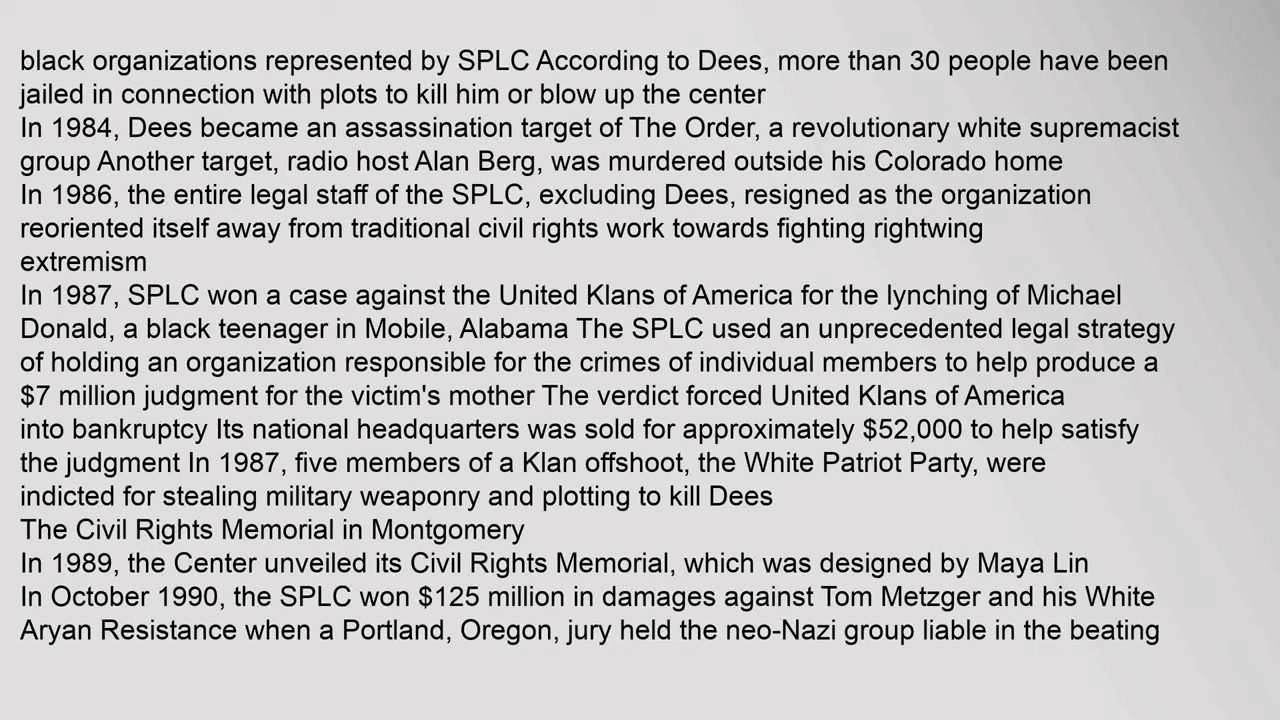 black organizations represented by SPLC According to Dees, more than 30 people have been
jailed in connection with plots to kill him or blow up the center
In 1984, Dees became an assassination target of The Order, a revolutionary white supremacist
group Another target, radio host Alan Berg, was murdered outside his Colorado home
In 1986, the entire legal staff of the SPLC, excluding Dees, resigned as the organization
reoriented itself away from traditional civil rights work towards fighting rightwing
extremism
In 1987, SPLC won a case against the United Klans of America for the lynching of Michael
Donald, a black teenager in Mobile, Alabama The SPLC used an unprecedented legal strategy
of holding an organization responsible for the crimes of individual members to help produce a
$7 million judgment for the victim's mother The verdict forced United Klans of America
into bankruptcy Its national headquarters was sold for approximately $52,000 to help satisfy
the judgment In 1987, five members of a Klan offshoot, the White Patriot Party, were
indicted for stealing military weaponry and plotting to kill Dees
The Civil Rights Memorial in Montgomery
In 1989, the Center unveiled its Civil Rights Memorial, which was designed by Maya Lin
In October 1990, the SPLC won $125 million in damages against Tom Metzger and his White
Aryan Resistance when a Portland, Oregon, jury held the neo-Nazi group liable in the beating